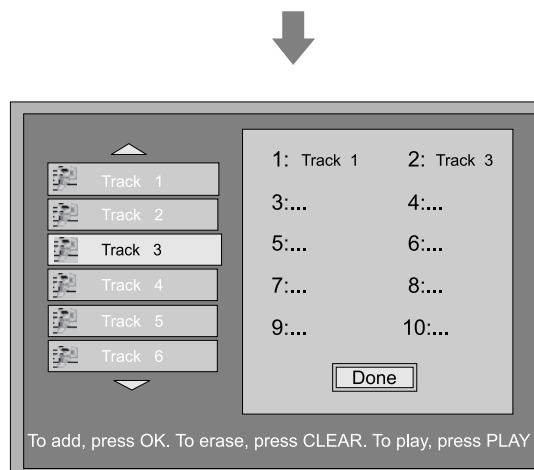 Track 1
Track 2
Track 3
Track 4
Track 5
Track 6
1: Track 1 2: Track 3
3:... 4:...
5:... 6:...
7:... 8:...
9:... 10:...
Done
To add, press OK. To erase, press CLEAR. To play, press PLAY